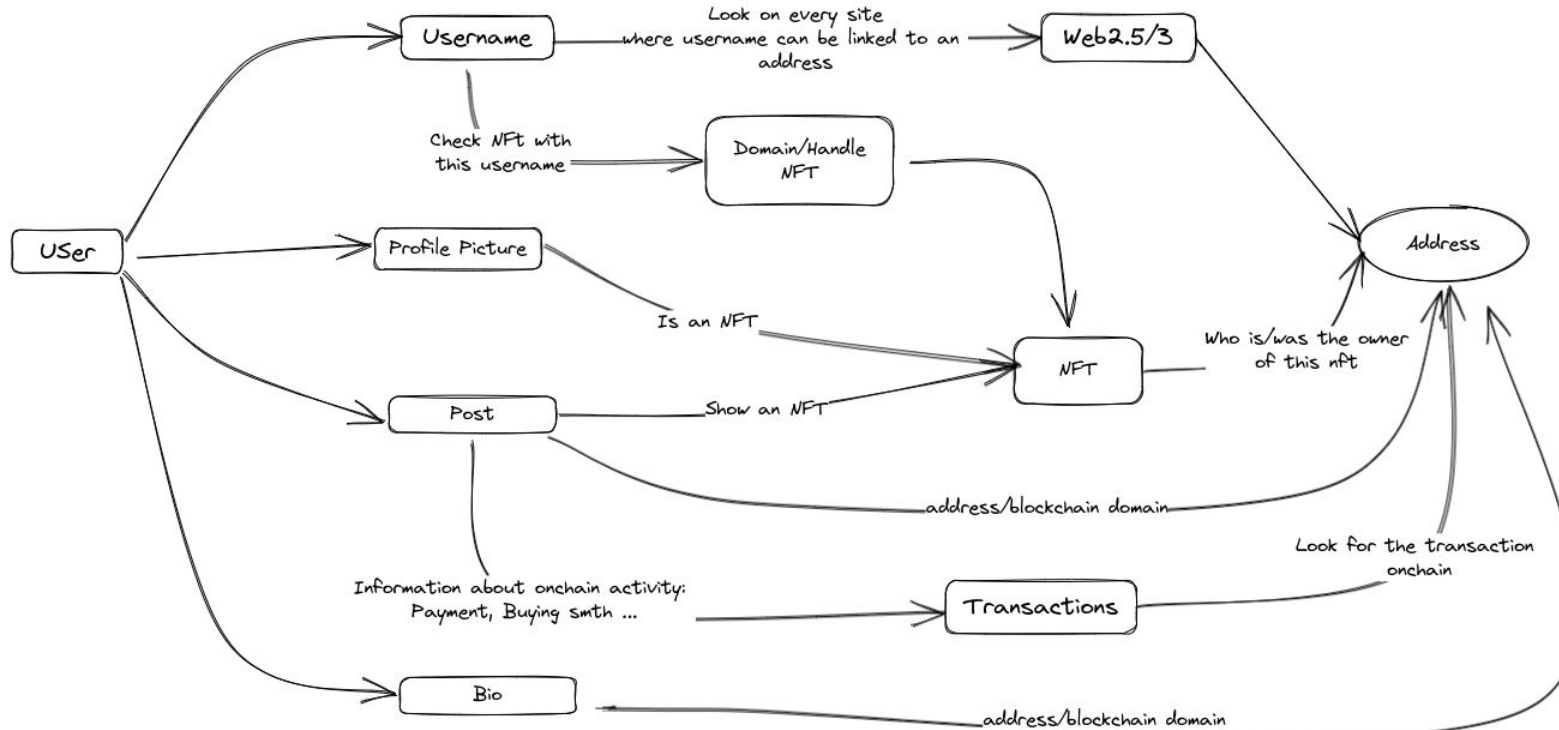 Look on every site
Username
where username can be linked to an
address
Web2.5/3
Check NFt with
this username
Domain/Handle
NFT
USer
Profile Picture
Address
Is an NFT
Who is/was the owner
of this nft
NFT
Post
Show an NFT
address/blockchain domain
Look for the transaction
onchain
Information about onchain activity:
Payment, Buying smth ...
Transactions
Bio
address/blockchain domain